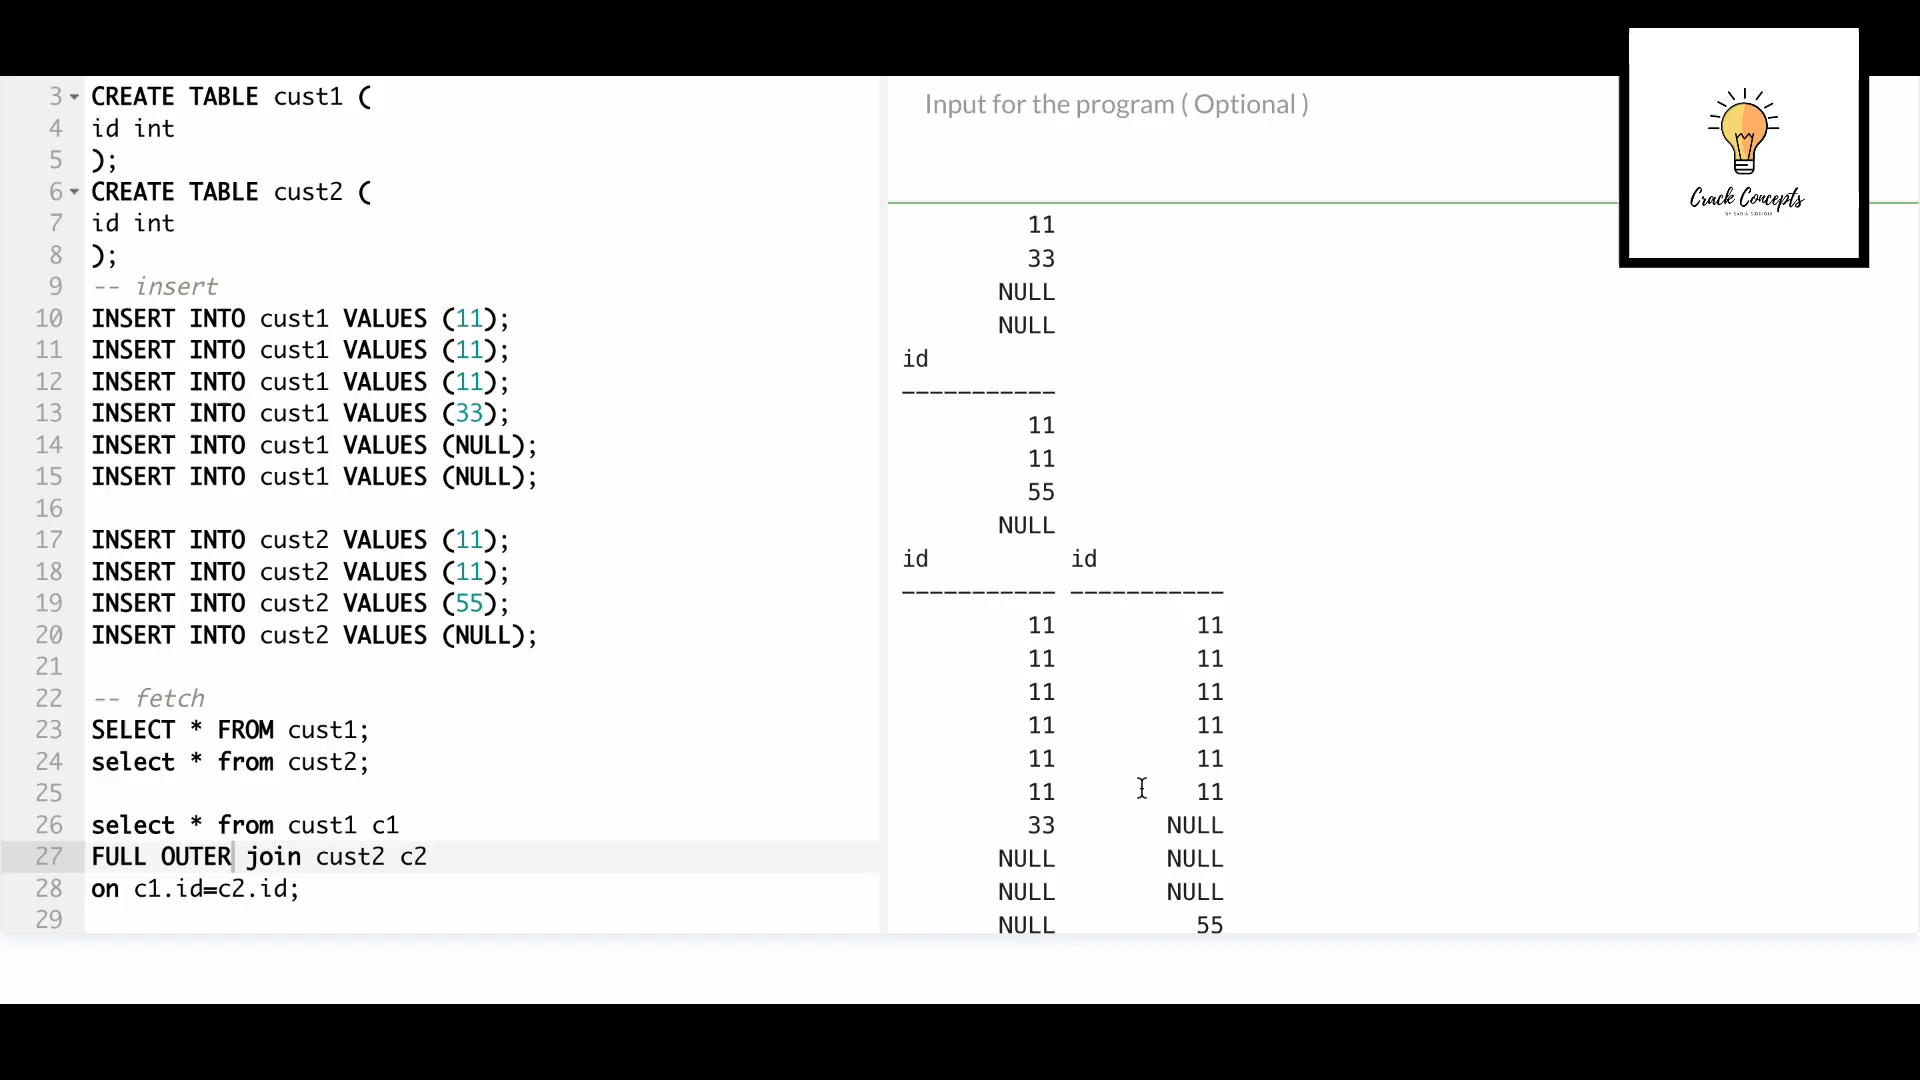 3 CREATE TABLE cust1 (
4 id int
5 );
6 CREATE TABLE cust2 (
7 id int
8 );
9 -- insert
10 INSERT INTO cust1 VALUES (11);
11 INSERT INTO cust1 VALUES (11);
12 INSERT INTO cust1 VALUES (11);
13 INSERT INTO cust1 VALUES (33);
14 INSERT INTO cust1 VALUES (NULL);
15 INSERT INTO cust1 VALUES (NULL);
16
17 INSERT INTO cust2 VALUES (11);
18 INSERT INTO cust2 VALUES (11);
19 INSERT INTO cust2 VALUES (55);
20 INSERT INTO cust2 VALUES (NULL);
21
22 -- fetch
23 SELECT * FROM cust1;
24 select * from cust2;
25
26 select * from cust1 c1
27 FULL OUTER join cust2 c2
28 on c1.id=c2.id;
29
Input for the program ( Optional )
11
33
NULL
NULL
id
-----------
11
11
55
NULL
id id
----------- -----------
11 11
11 11
11 11
11 11
11 11
11 11
33 NULL
NULL NULL
NULL NULL
NULL 55
Crack Concepts
BY SADIA SIDDIQUI